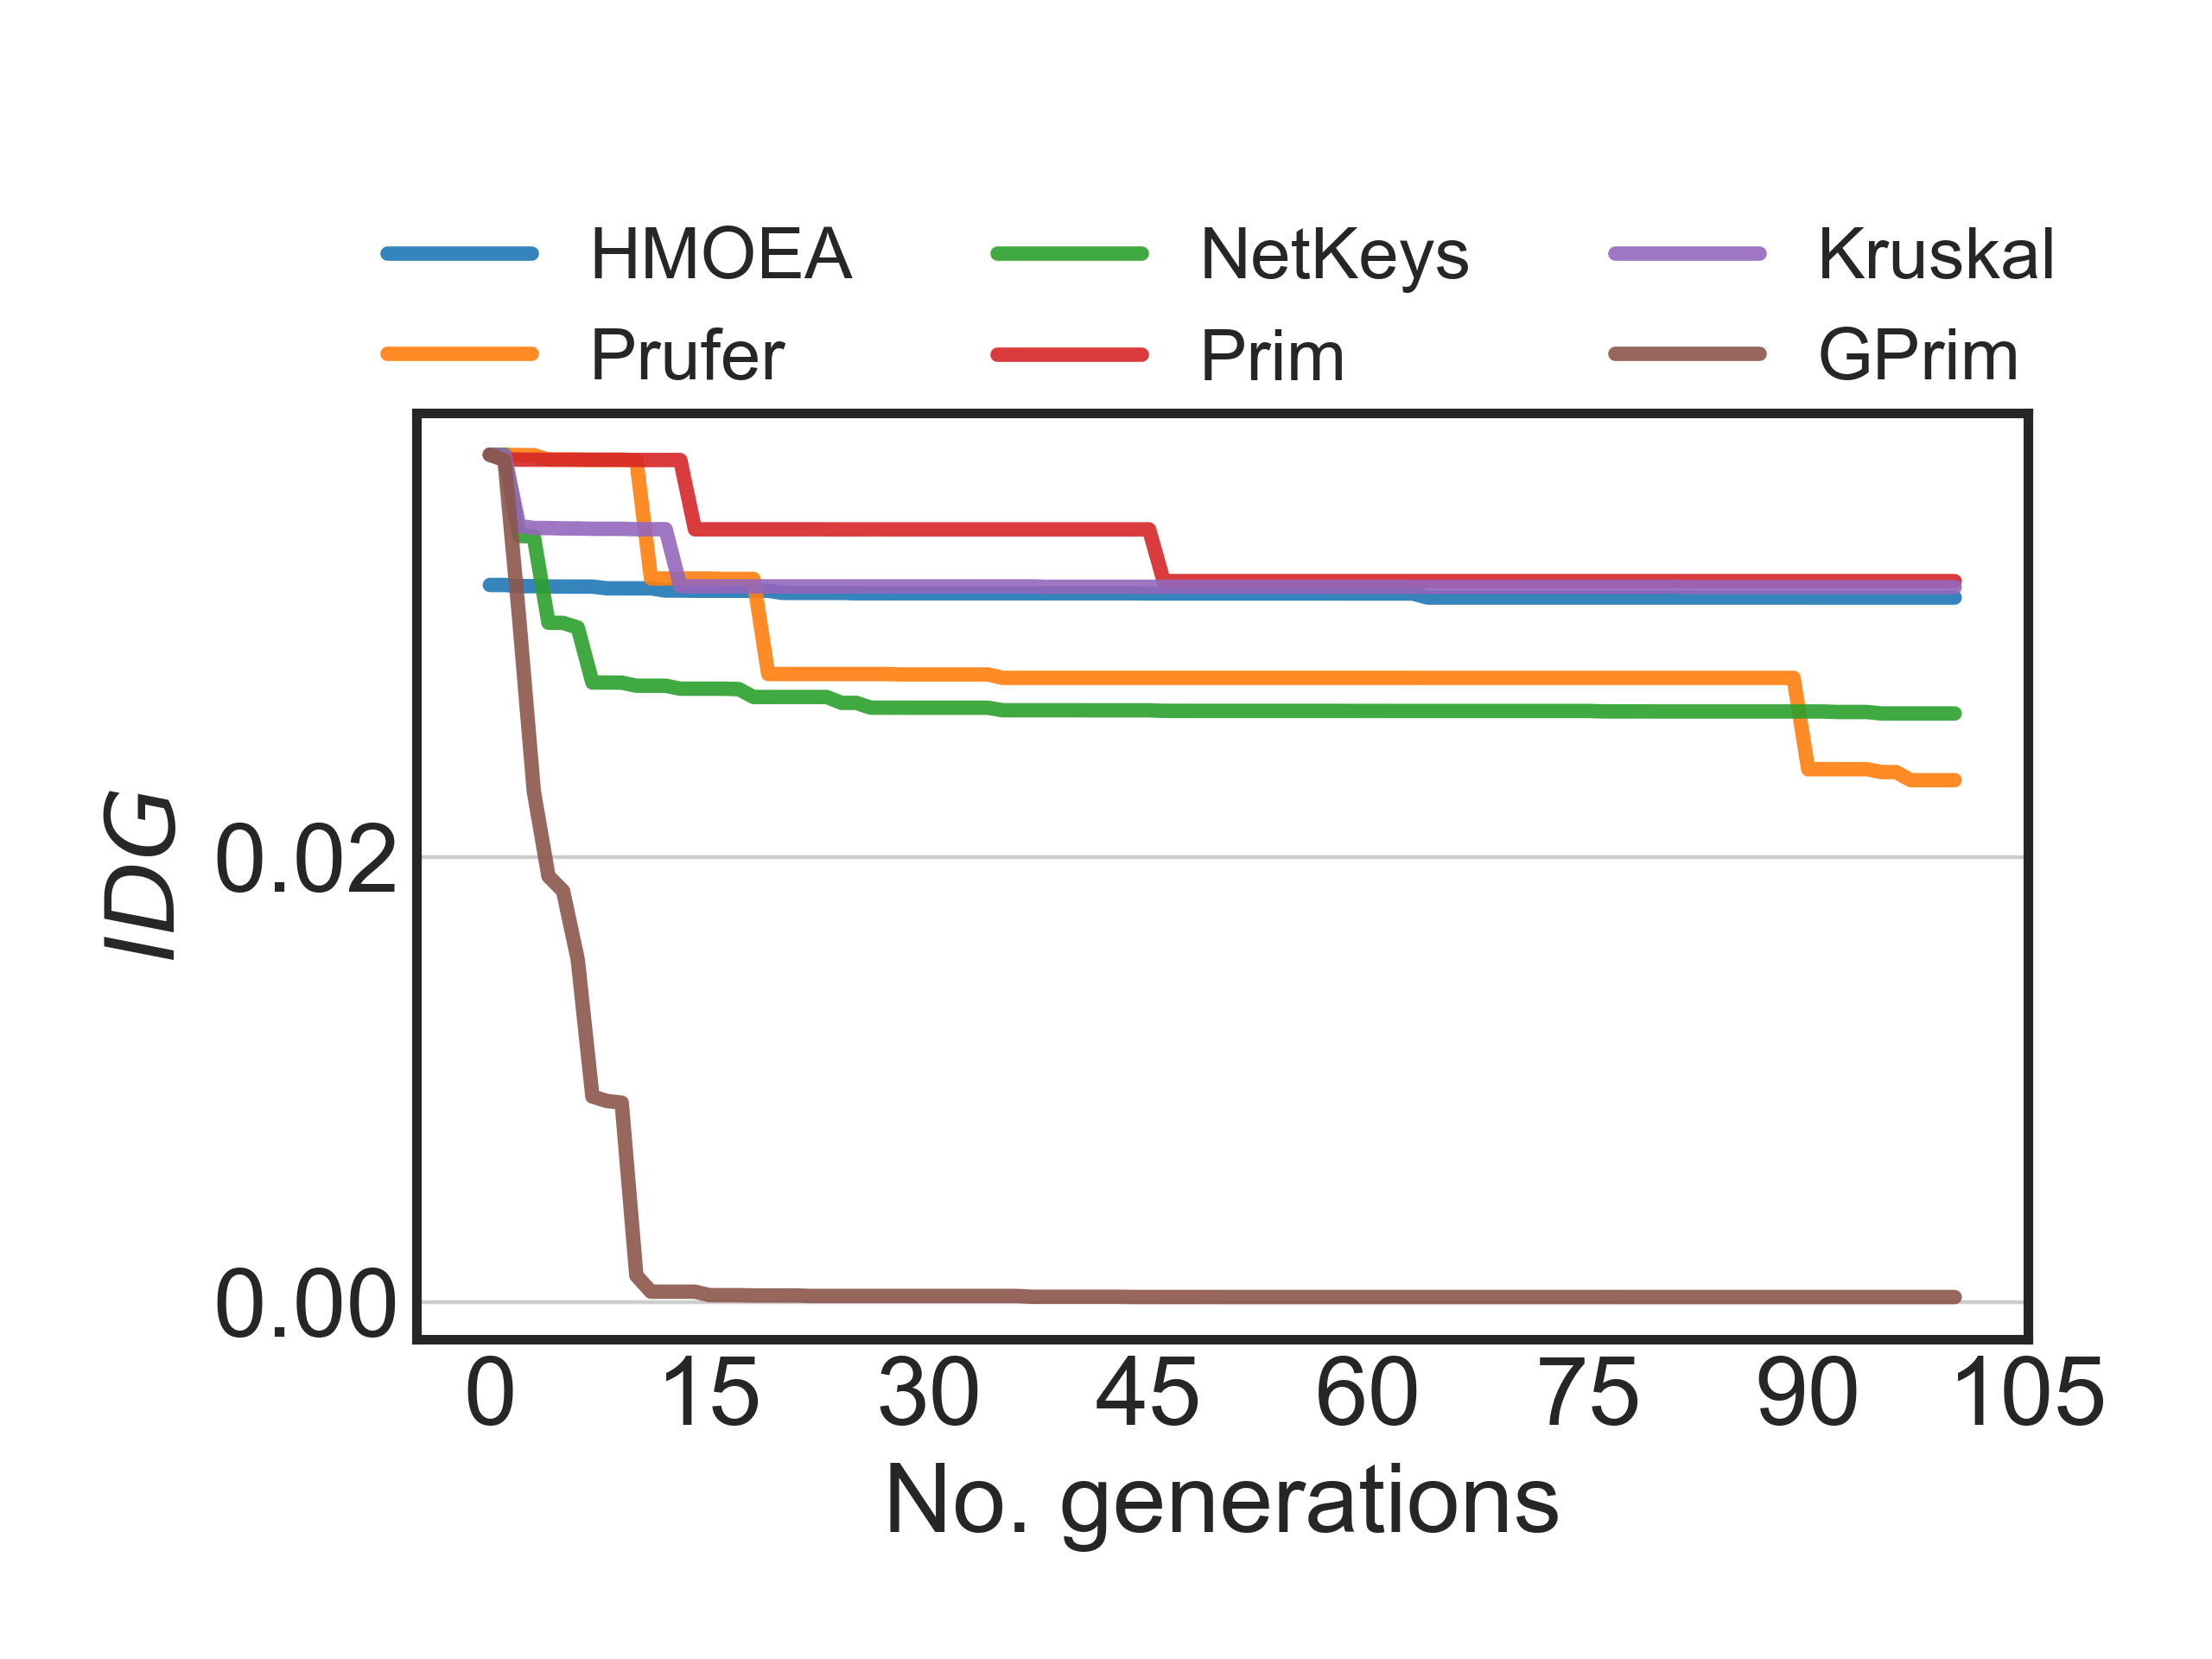 HMOEA NetKeys Kruskal
Prufer Prim GPrim
IDG
0.02
0.00
0 15 30 45 60 75 90 105
No. generations